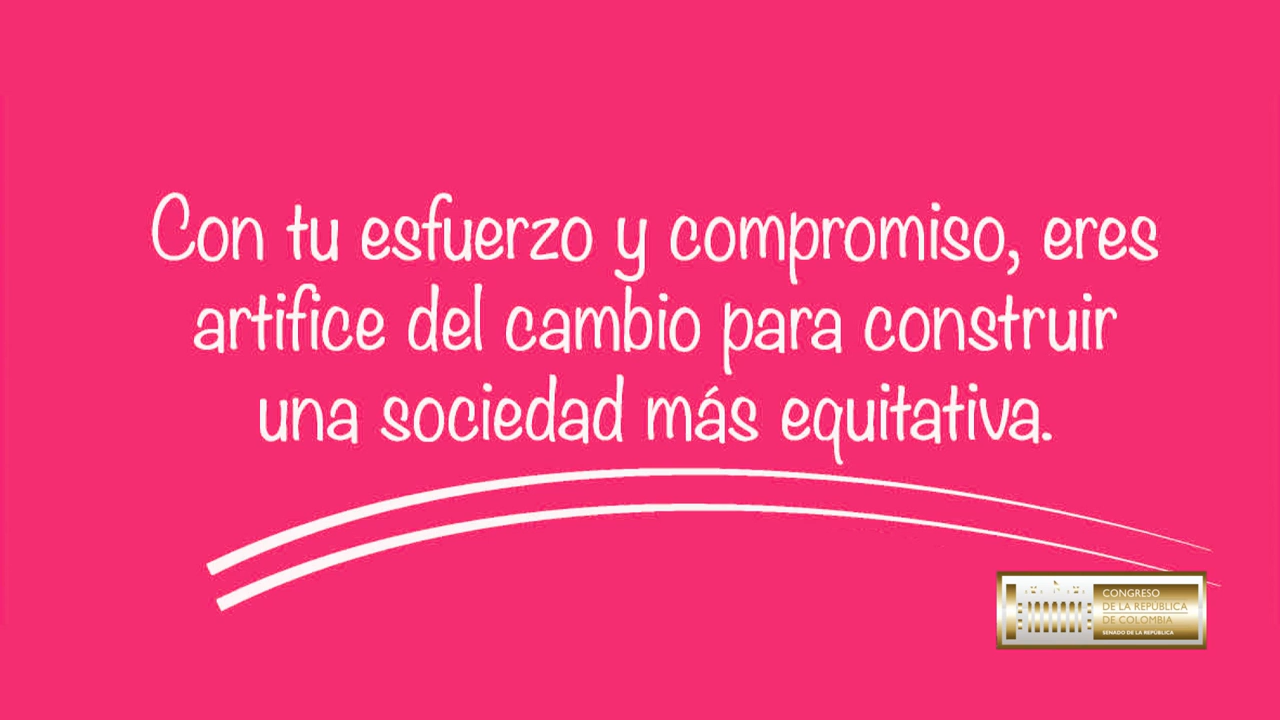 Con tu esfuerzo y compromiso, eres
artifice del cambio para construir
una sociedad más equitativa.
CONGRESO
DE LA REPÚBLICA
DE COLOMBIA
SENADO DE LA REPÚBLICA